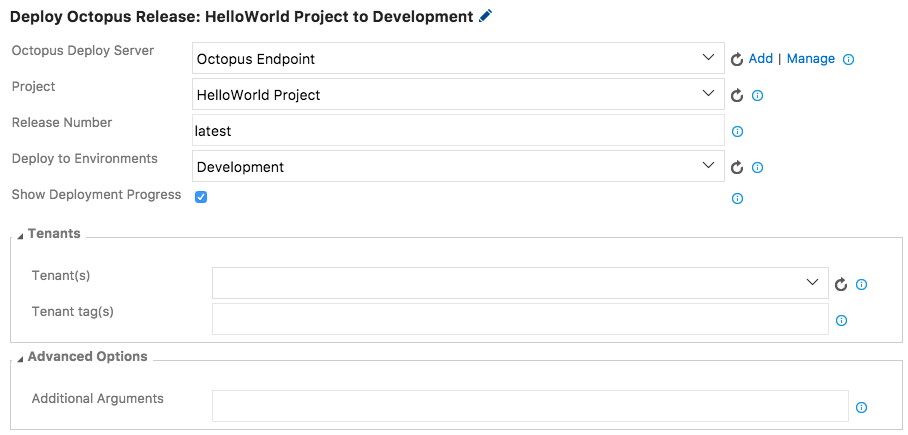 Deploy Octopus Release: HelloWorld Project to Development
Octopus Deploy Server Octopus Endpoint Add | Manage
Project HelloWorld Project
Release Number latest
Deploy to Environments Development
Show Deployment Progress
Tenants
Tenant(s)
Tenant tag(s)
Advanced Options
Additional Arguments